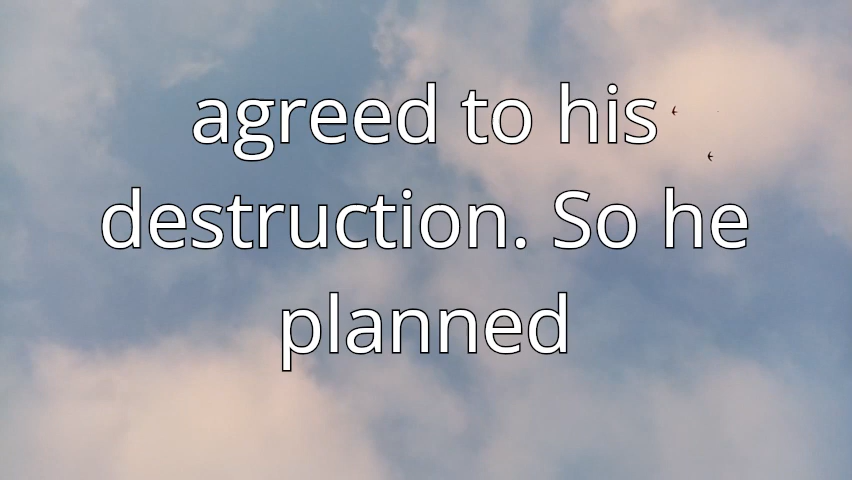 agreed to his
destruction. So he
planned